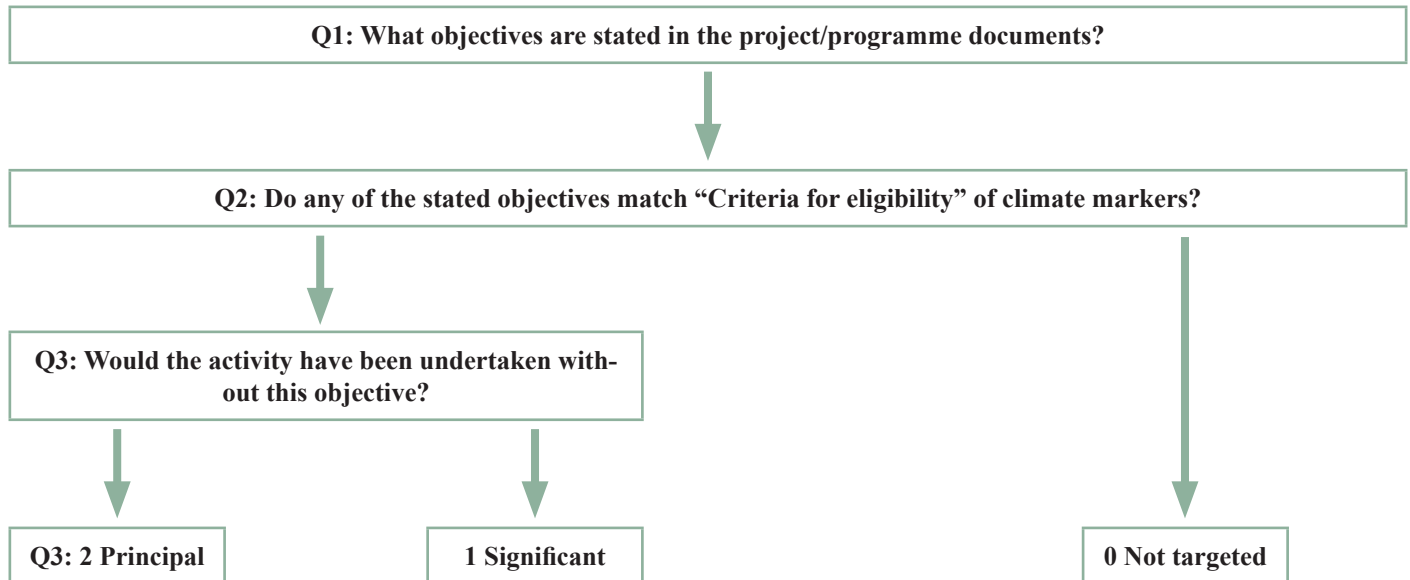 Q1: What objectives are stated in the project/programme documents?
Q2: Do any of the stated objectives match “Criteria for eligibility” of climate markers?
Q3: Would the activity have been undertaken with-
out this objective?
Q3: 2 Principal
1 Significant
0 Not targeted